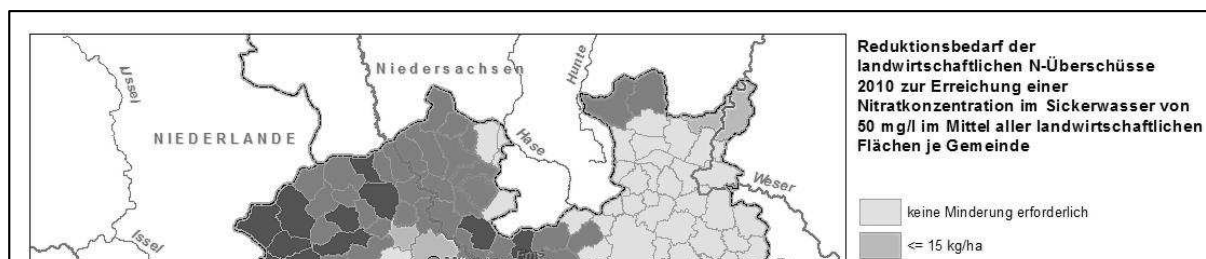 Reduktionsbedarf der
landwirtschaftlichen N-Überschüsse
2010 zur Erreichung einer
Nitratkonzentration im Sickerwasser von
50 mg/l im Mittel aller landwirtschaftlichen
Flächen je Gemeinde
keine Minderung erforderlich
<= 15 kg/ha
Niedersachsen
Hunte
IJssel
NIEDERLANDE
Hase
Weser
Issel
Ems